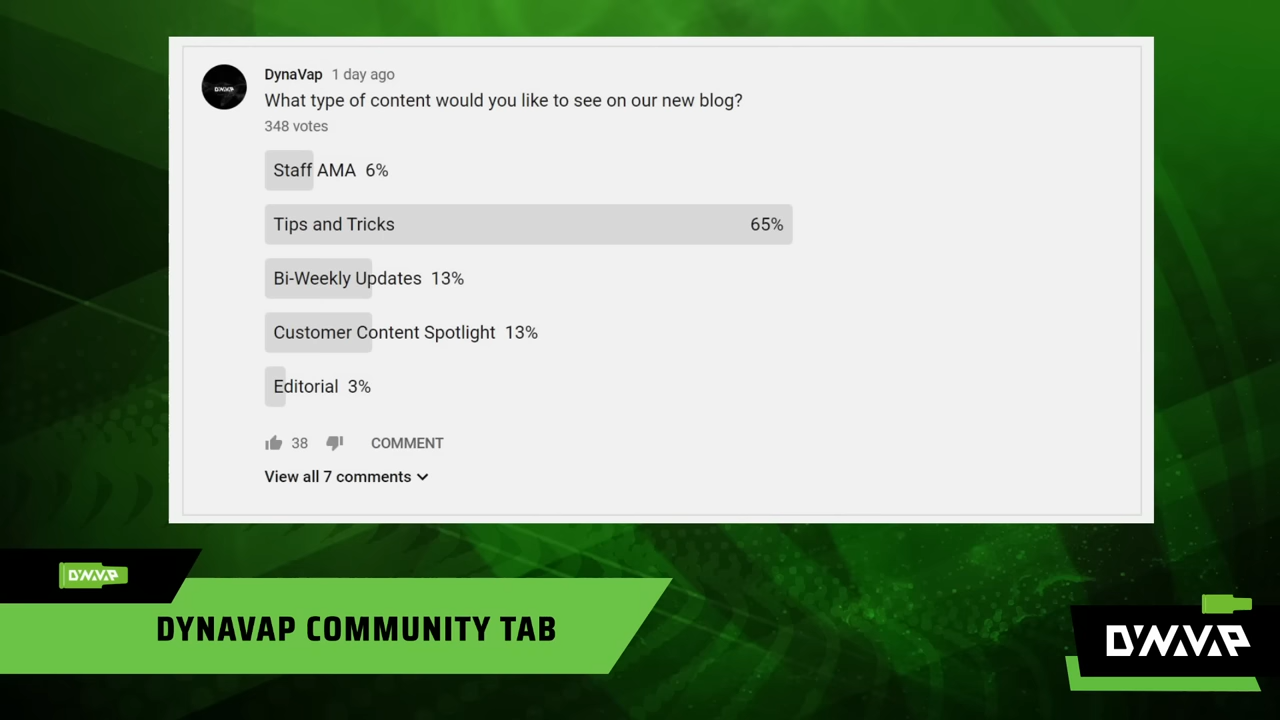 DynaVap 1 day ago
What type of content would you like to see on our new blog?
348 votes
Staff AMA 6%
Tips and Tricks 65%
Bi-Weekly Updates 13%
Customer Content Spotlight 13%
Editorial 3%
38 COMMENT
View all 7 comments
DYNAVAP
DYNAVAP COMMUNITY TAB
DYNAVAP